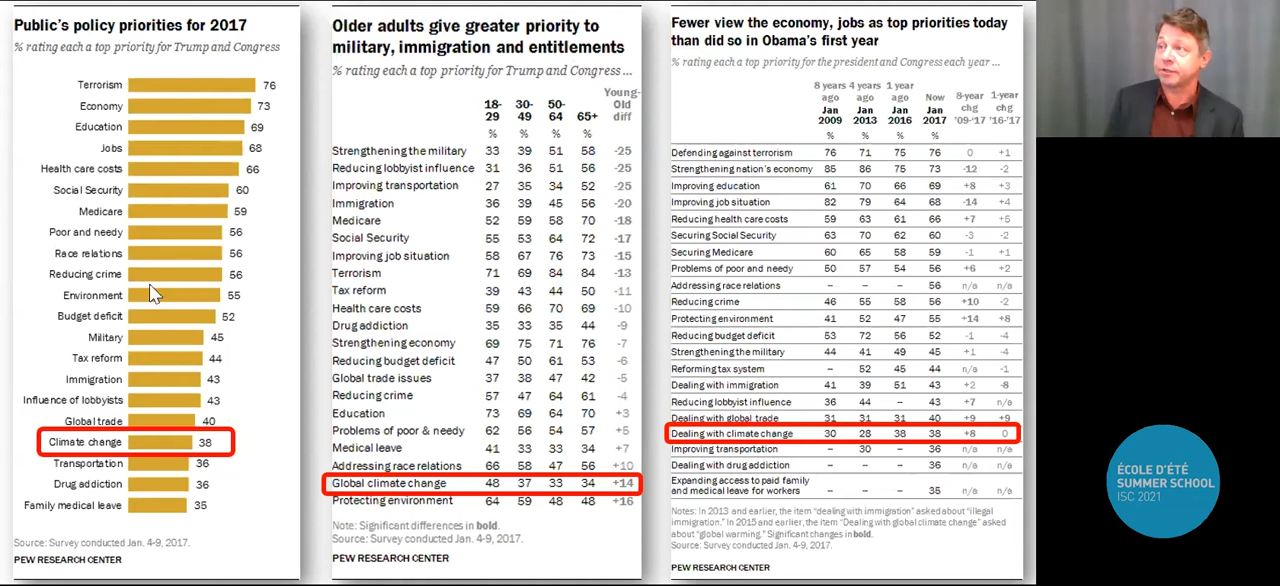 Public's policy priorities for 2017
% rating each a top priority for Trump and Congress
Terrorism 76
Economy 73
Education 69
Jobs 68
Health care costs 66
Social Security 60
Medicare 59
Poor and needy 56
Race relations 56
Reducing crime 56
Environment 55
Budget deficit 52
Military 45
Tax reform 44
Immigration 43
Influence of lobbyists 43
Global trade 40
Climate change 38
Transportation 36
Drug addiction 36
Family medical leave 35
Source: Survey conducted Jan. 4-9, 2017.
PEW RESEARCH CENTER
Older adults give greater priority to
military, immigration and entitlements
% rating each a top priority for Trump and Congress ...
18-29 30-49 50-64 65+ Young-Old diff
% % % %
Strengthening the military 33 39 51 58 -25
Reducing lobbyist influence 31 36 51 56 -25
Improving transportation 27 35 34 52 -25
Immigration 36 39 45 56 -20
Medicare 52 59 58 70 -18
Social Security 55 53 64 72 -17
Improving job situation 58 67 76 73 -15
Terrorism 71 69 84 84 -13
Tax reform 39 43 44 50 -11
Health care costs 59 66 70 69 -10
Drug addiction 35 33 35 44 -9
Strengthening economy 69 75 71 76 -7
Reducing budget deficit 47 50 61 53 -6
Global trade issues 37 38 47 42 -5
Reducing crime 57 47 64 61 -4
Education 73 69 64 70 +3
Problems of poor & needy 62 56 54 57 +5
Medical leave 41 33 33 34 +7
Addressing race relations 66 58 47 56 +10
Global climate change 48 37 33 34 +14
Protecting environment 64 59 48 48 +16
Note: Significant differences in bold.
Source: Survey conducted Jan. 4-9, 2017.
PEW RESEARCH CENTER
Fewer view the economy, jobs as top priorities today
than did so in Obama's first year
% rating each a top priority for the president and Congress each year ...
8 years ago 4 years ago 1 year ago Now 8-year chg 1-year chg
Jan 2009 Jan 2013 Jan 2016 Jan 2017 '09-'17 '16-'17
% % % %
Defending against terrorism 76 71 75 76 0 +1
Strengthening nation's economy 85 86 75 73 -12 -2
Improving education 61 70 66 69 +8 +3
Improving job situation 82 79 64 68 -14 +4
Reducing health care costs 59 63 61 66 +7 +5
Securing Social Security 63 70 62 60 -3 -2
Securing Medicare 60 65 58 59 -1 +1
Problems of poor and needy 50 57 54 56 +6 +2
Addressing race relations – – – 56 n/a n/a
Reducing crime 46 55 58 56 +10 -2
Protecting environment 41 52 47 55 +14 +8
Reducing budget deficit 53 72 56 52 -1 -4
Strengthening the military 44 41 49 45 +1 -4
Reforming tax system – 52 45 44 n/a -1
Dealing with immigration 41 39 51 43 +2 -8
Reducing lobbying influence 36 44 – 43 +7 n/a
Dealing with global trade 31 31 31 40 +9 +9
Dealing with climate change 30 28 38 38 +8 0
Improving transportation – 30 – 36 n/a n/a
Dealing with drug addiction – – – 36 n/a n/a
Expanding access to paid family
and medical leave for workers – – – 35 n/a n/a
Notes: In 2013 and earlier, the item "dealing with immigration" asked about "illegal
immigration." In 2015 and earlier, the item "Dealing with global climate change" asked
about "global warming." Significant changes in bold.
Source: Survey conducted Jan. 4-9, 2017.
PEW RESEARCH CENTER
ÉCOLE D'ÉTÉ
SUMMER SCHOOL
ISC 2021